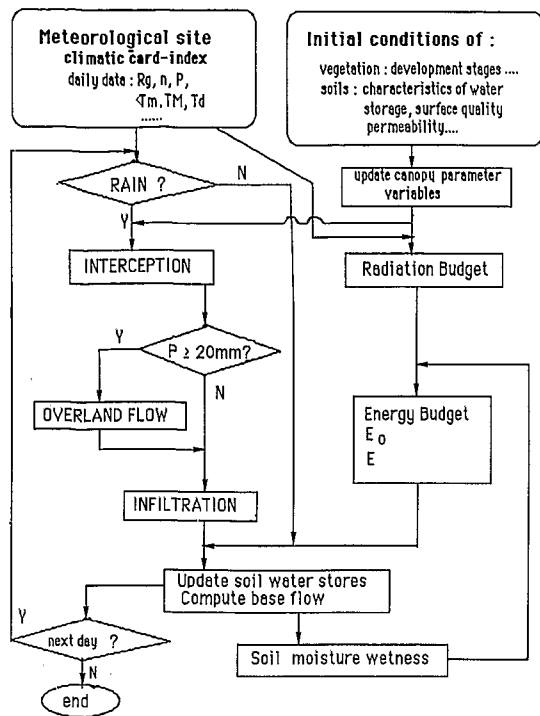 Meteorological site
climatic card-index
daily data : Rg, n, P,
Tm, TM, Td
......
Initial conditions of :
vegetation : development stages ....
soils : characteristics of water
storage, surface quality
permeability....
RAIN ?
N
Y
update canopy parameter
variables
INTERCEPTION
Radiation Budget
P ≥ 20mm?
Y
N
OVERLAND FLOW
Energy Budget
Eo
E
INFILTRATION
Update soil water stores
Compute base flow
Y
next day ?
N
Soil moisture wetness
end